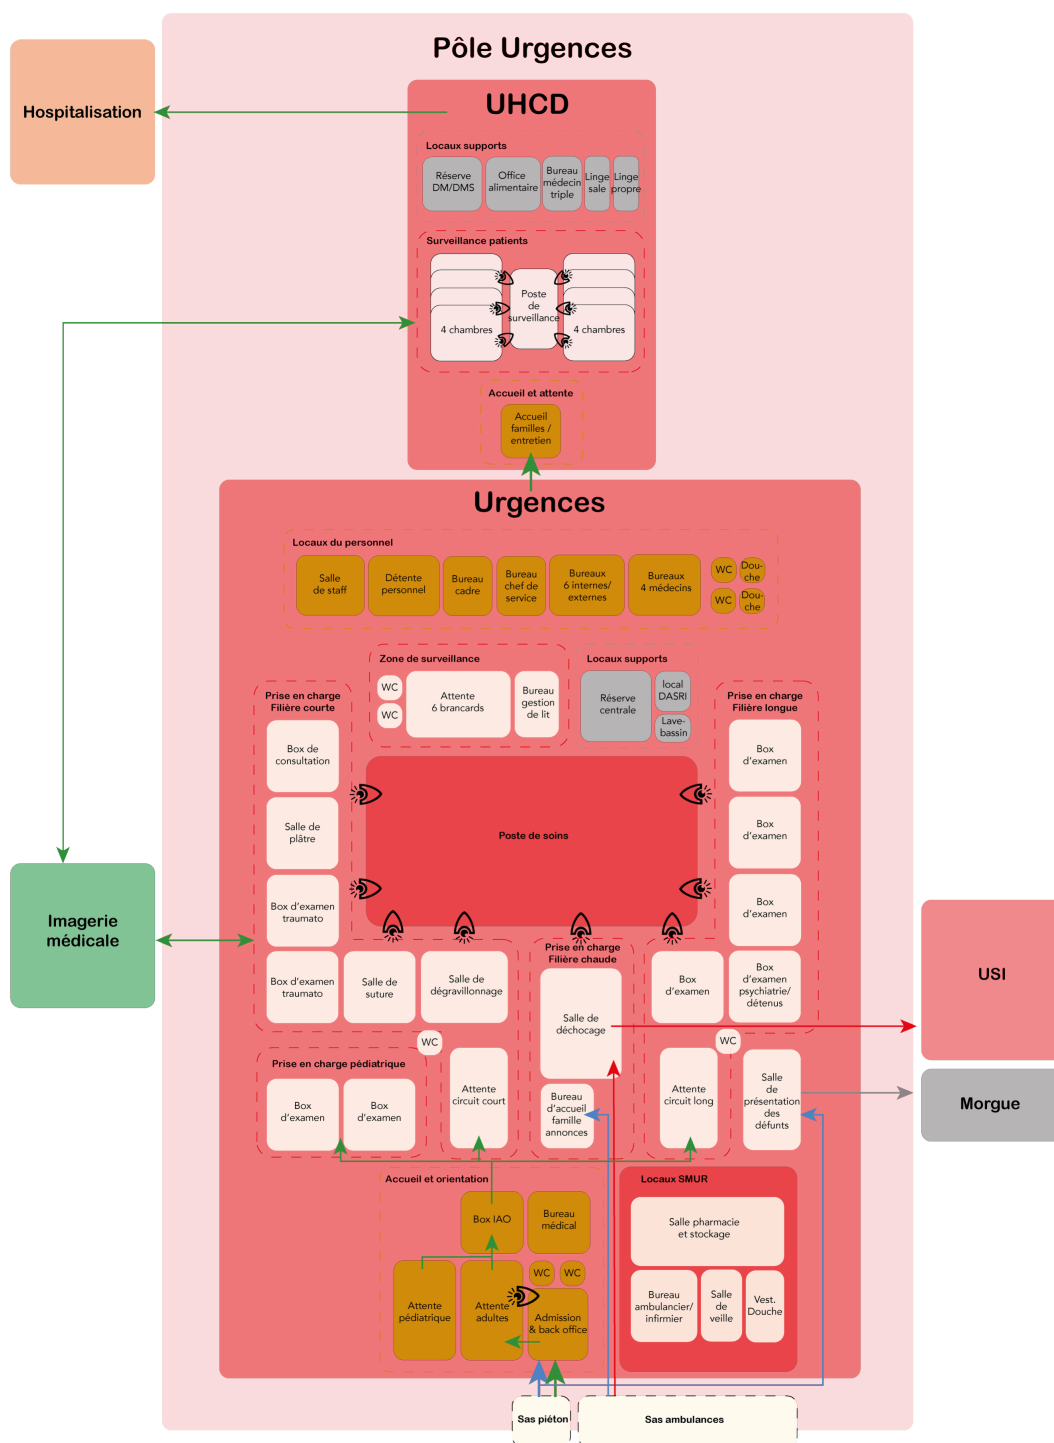 Pôle Urgences
Hospitalisation
UHCD
Locaux supports
Réserve
DM/DMS
Office
alimentaire
Bureau
médecin
triple
Linge
sale
Linge
propre
Surveillance patients
4 chambres
Poste
de
surveillance
4 chambres
Accueil et attente
Accueil
familles /
entretien
Urgences
Locaux du personnel
Salle
de staff
Détente
personnel
Bureau
cadre
Bureau
chef de
service
Bureaux
6 internes/
externes
Bureaux
4 médecins
WC
Dou-
che
WC
Dou-
che
Zone de surveillance
WC
WC
Attente
6 brancards
Bureau
gestion
de lit
Locaux supports
Réserve
centrale
local
DASRI
Lave-
bassin
Prise en charge
Filière courte
Box de
consultation
Salle de
plâtre
Box d'examen
traumato
Box d'examen
traumato
Salle de
suture
Salle de
dégravillonnage
Poste de soins
Prise en charge
Filière longue
Box
d'examen
Box
d'examen
Box
d'examen
Box
d'examen
Box
d'examen
psychiatrie/
détenus
Prise en charge
Filière chaude
Salle de
déchocage
Bureau
d'accueil
famille
annonces
Imagerie
médicale
USI
Morgue
WC
WC
Prise en charge pédiatrique
Box
d'examen
Box
d'examen
Attente
circuit court
Attente
circuit long
Salle
de
présentation
des
défunts
Accueil et orientation
Box IAO
Bureau
médical
WC
WC
Attente
pédiatrique
Attente
adultes
Admission
& back office
Locaux SMUR
Salle pharmacie
et stockage
Bureau
ambulancier/
infirmier
Salle
de
veille
Vest.
Douche
Sas piéton
Sas ambulances